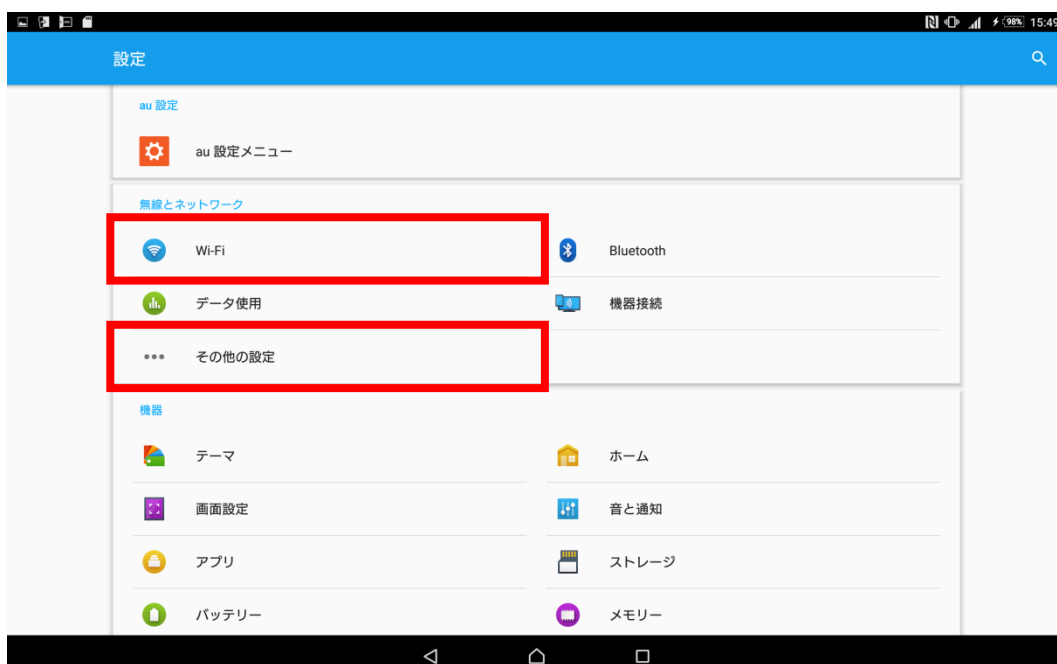 98% 15:49
設定
au 設定
au 設定メニュー
無線とネットワーク
Wi-Fi
Bluetooth
データ使用
機器接続
その他の設定
機器
テーマ
ホーム
画面設定
音と通知
アプリ
ストレージ
バッテリー
メモリー